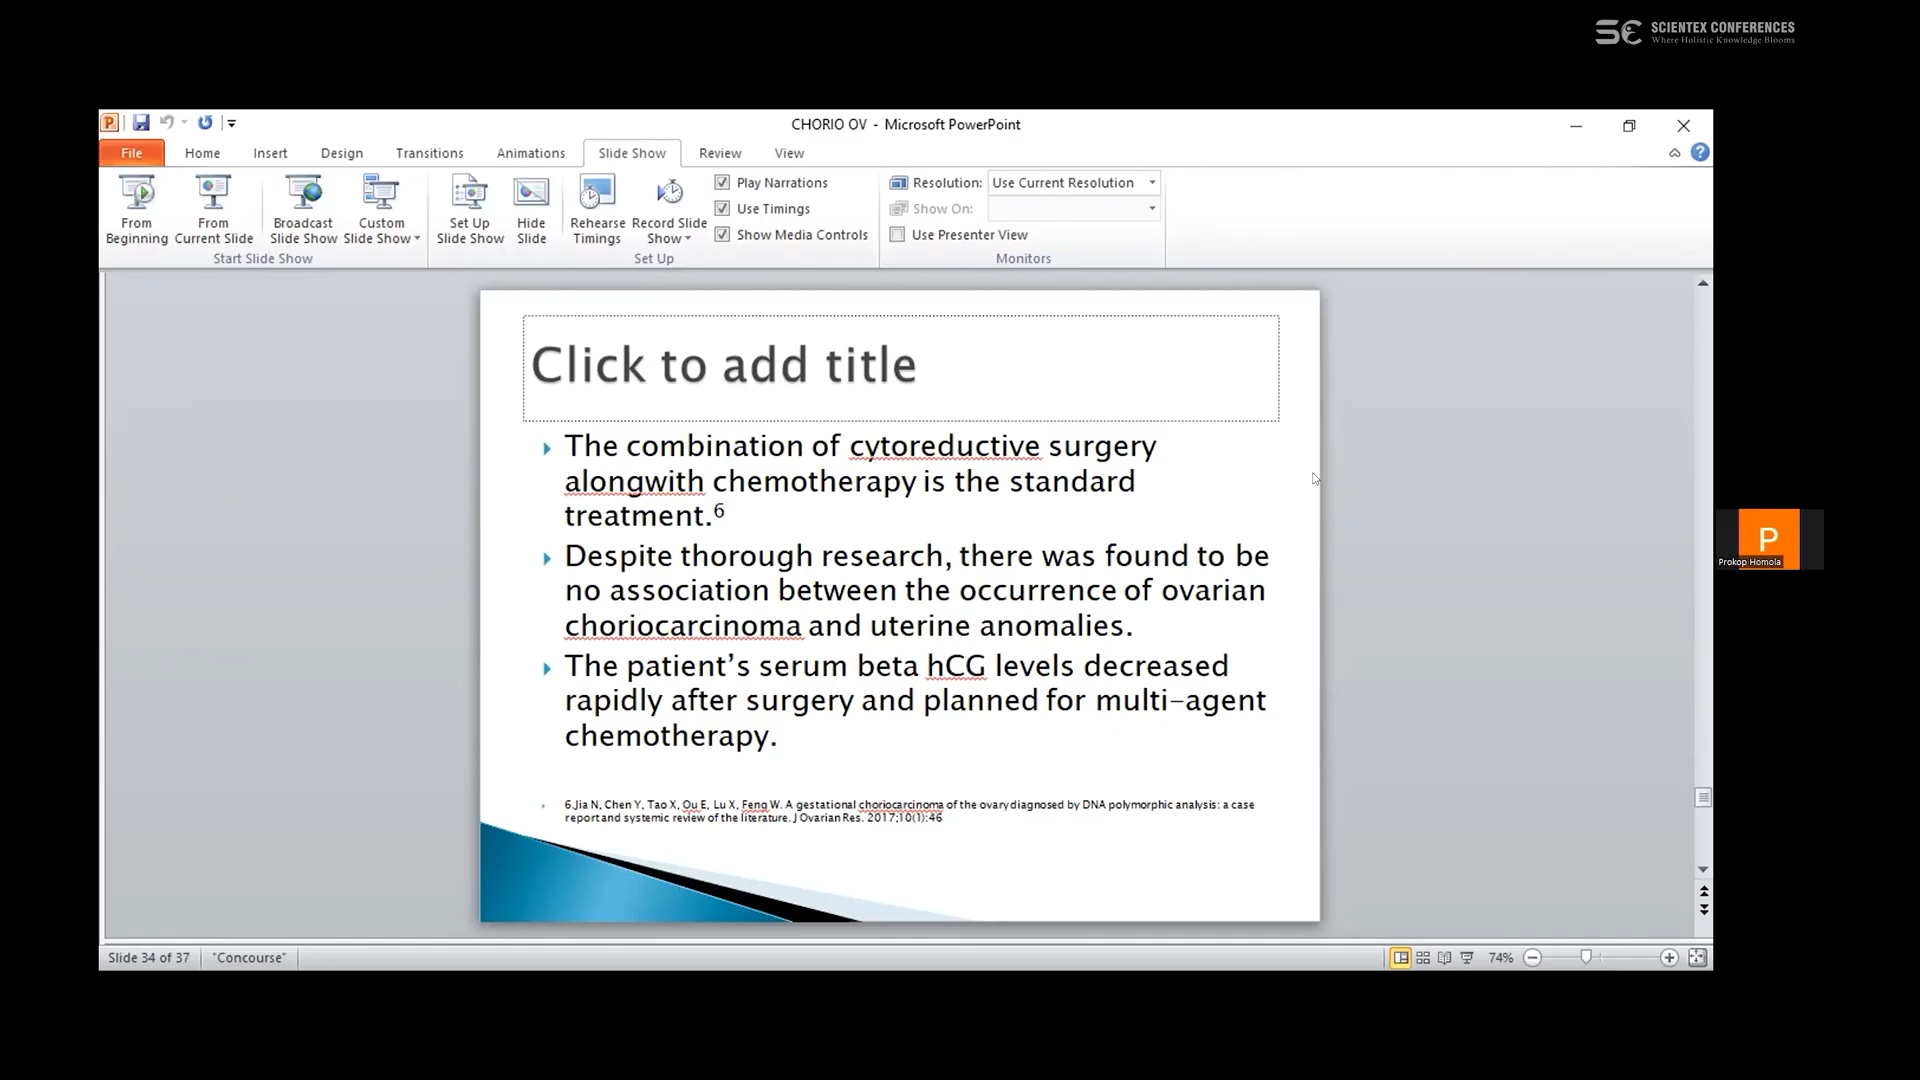 SCIENTEX CONFERENCES
Where Holistic Knowledge Blooms
CHORIO OV - Microsoft PowerPoint
File Home Insert Design Transitions Animations Slide Show Review View
From Beginning
From Current Slide
Broadcast Slide Show
Custom Slide Show
Start Slide Show
Set Up Slide Show
Hide Slide
Rehearse Timings
Record Slide Show
Play Narrations
Use Timings
Show Media Controls
Set Up
Resolution: Use Current Resolution
Show On:
Use Presenter View
Monitors
Click to add title
The combination of cytoreductive surgery
alongwith chemotherapy is the standard
treatment.6
Despite thorough research, there was found to be
no association between the occurrence of ovarian
choriocarcinoma and uterine anomalies.
The patient’s serum beta hCG levels decreased
rapidly after surgery and planned for multi-agent
chemotherapy.
6.Jia N, Chen Y, Tao X, Ou E, Lu X, Feng W. A gestational choriocarcinoma of the ovary diagnosed by DNA polymorphic analysis: a case
report and systemic review of the literature. J Ovarian Res. 2017;10(1):46
P
Prokop Homola
Slide 34 of 37 "Concourse" 74%